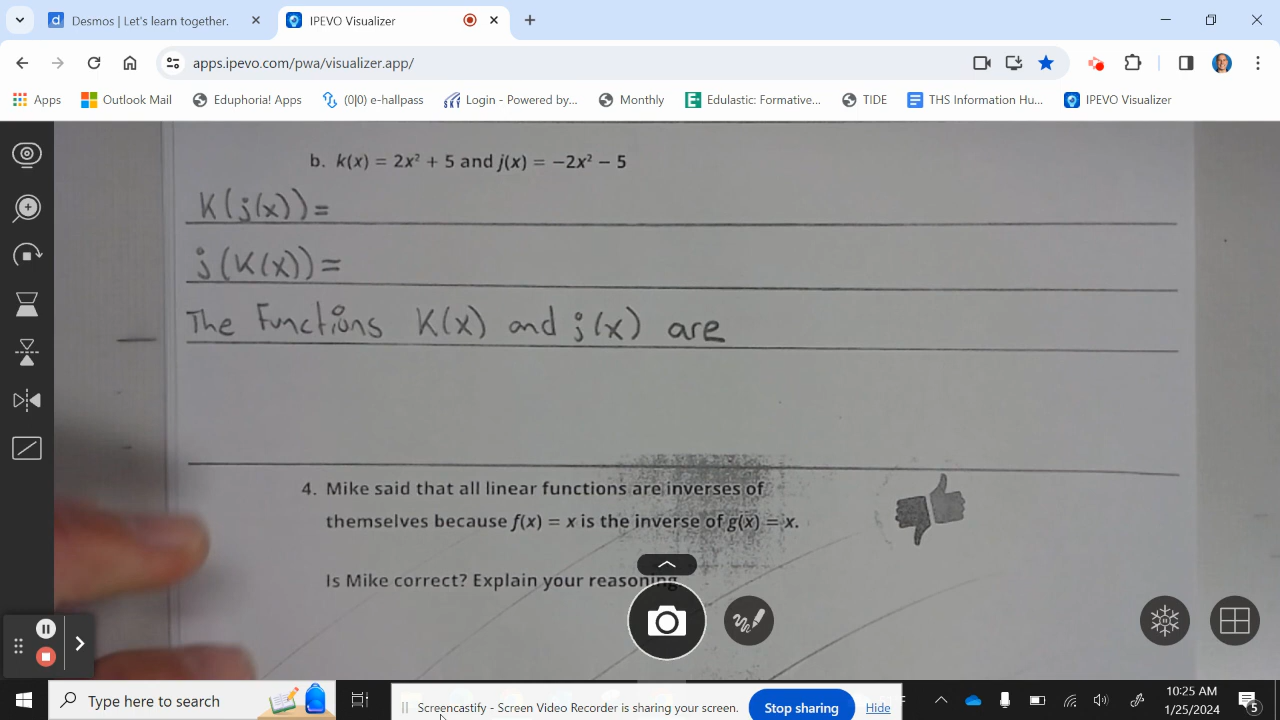 Desmos | Let's learn together.
IPEVO Visualizer
apps.ipevo.com/pwa/visualizer.app/
Apps
Outlook Mail
eduphoria! Apps
(0|0) e-hallpass
Login - Powered by...
Monthly
Edulastic: Formative...
TIDE
THS Information Hu...
IPEVO Visualizer
b. k(x) = 2x² + 5 and j(x) = −2x² − 5
K(j(x))=
j(K(x))=
The Functions K(x) and j(x) are
4. Mike said that all linear functions are inverses of
themselves because f(x) = x is the inverse of g(x) = x.
Is Mike correct? Explain your reasoning.
Screencastify - Screen Video Recorder is sharing your screen.
Stop sharing
Hide
Type here to search
10:25 AM
1/25/2024
5